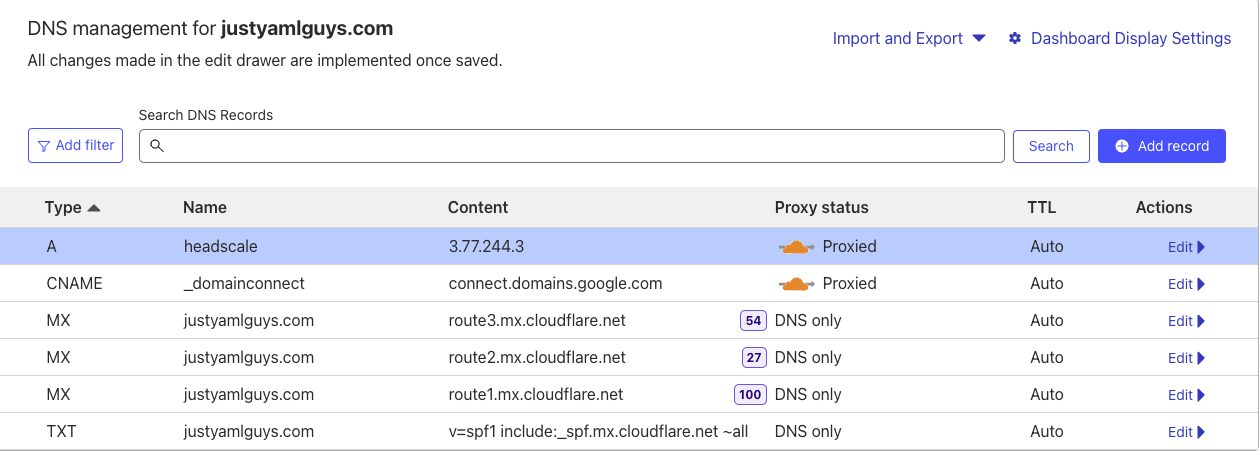 DNS management for justyamlguys.com
Import and Export
Dashboard Display Settings
All changes made in the edit drawer are implemented once saved.
Search DNS Records
Add filter
Search
Add record
Type Name Content Proxy status TTL Actions
A headscale 3.77.244.3 Proxied Auto Edit
CNAME _domainconnect connect.domains.google.com Proxied Auto Edit
MX justyamlguys.com route3.mx.cloudflare.net 54 DNS only Auto Edit
MX justyamlguys.com route2.mx.cloudflare.net 27 DNS only Auto Edit
MX justyamlguys.com route1.mx.cloudflare.net 100 DNS only Auto Edit
TXT justyamlguys.com v=spf1 include:_spf.mx.cloudflare.net ~all DNS only Auto Edit